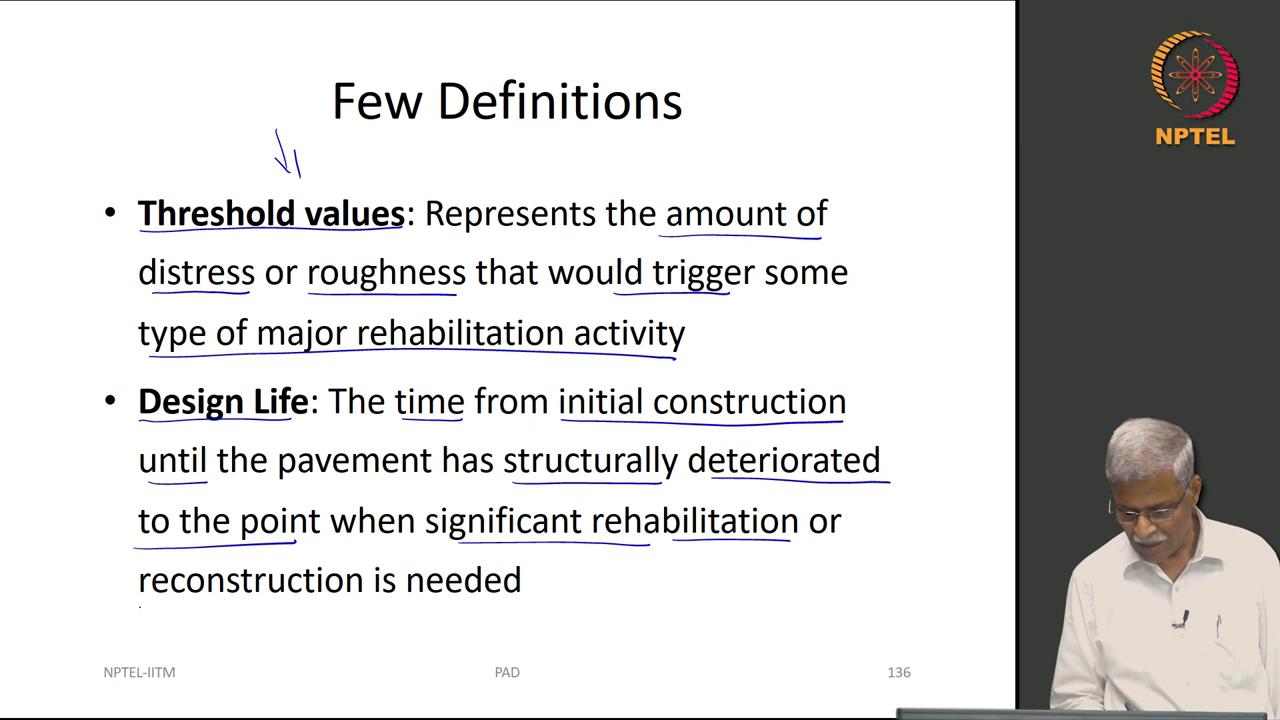 Few Definitions
NPTEL
• Threshold values: Represents the amount of
distress or roughness that would trigger some
type of major rehabilitation activity
• Design Life: The time from initial construction
until the pavement has structurally deteriorated
to the point when significant rehabilitation or
reconstruction is needed
NPTEL-IITM
PAD
136